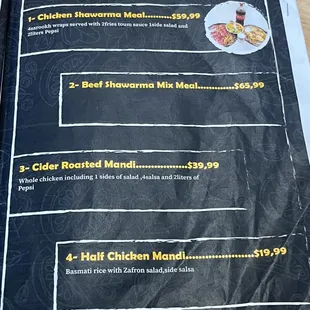 1- Chicken Shawarma Meal..............$59,99
4sarookh wraps served with 2fries toum sauce 1side salad and
2liters Pepsi
2- Beef Shawarma Mix Meal..............$65,99
3- Cider Roasted Mandi..................$39,99
Whole chicken including 1 sides of salad ,4salsa and 2liters of
Pepsi
4- Half Chicken Mandi......................$19,99
Basmati rice with Zafron salad,side salsa